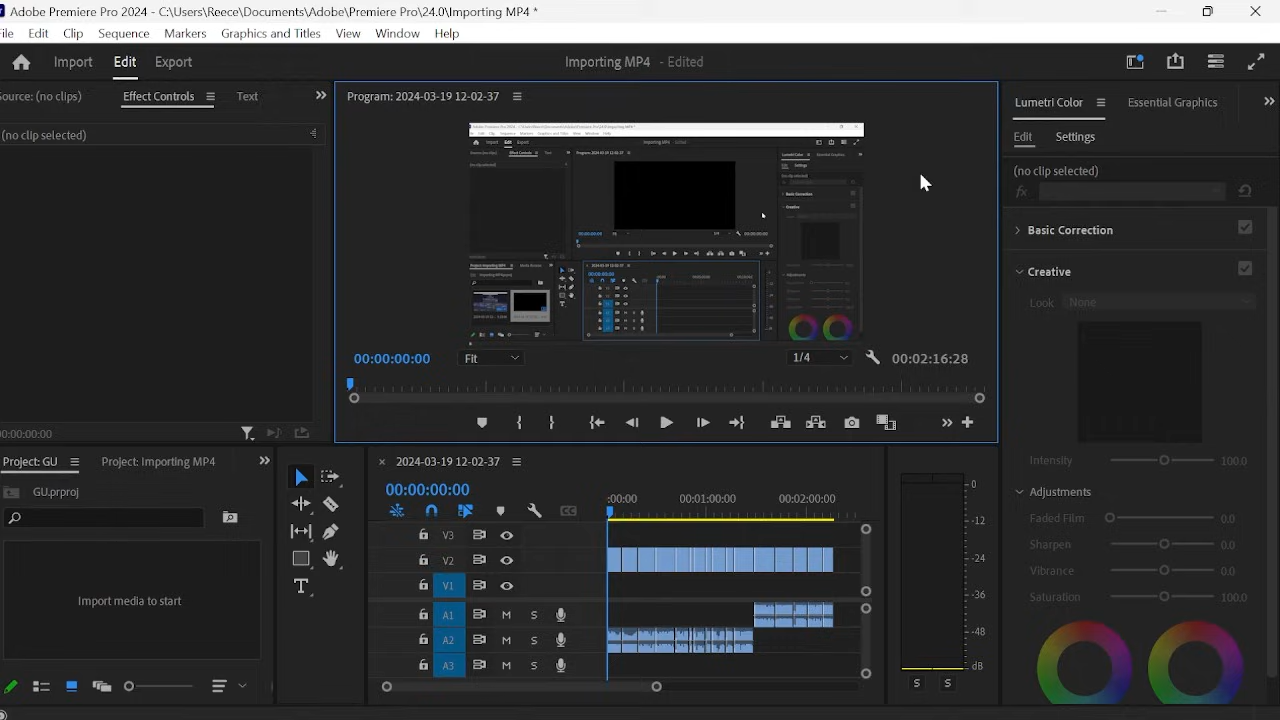 Adobe Premiere Pro 2024 - C:\Users\Reece\Documents\Adobe\Premiere Pro\24.0\Importing MP4 *
File Edit Clip Sequence Markers Graphics and Titles View Window Help
Import Edit Export Importing MP4 - Edited
Source: (no clips) Effect Controls Text
Program: 2024-03-19 12-02-37
Lumetri Color Essential Graphics
(no clip selected)
Edit Settings
(no clip selected)
fx
Basic Correction
Creative
Look None
00:00:00:00 Fit 1/4 00:02:16:28
00:00:00:00
Intensity 100.0
Adjustments
Faded Film 0.0
Sharpen 0.0
Vibrance 0.0
Saturation 100.0
Project: GU Project: Importing MP4
GU.prproj
Import media to start
2024-03-19 12-02-37
00:00:00:00
:00:00 00:01:00:00 00:02:00:00
V3
V2
V1
A1 M S
A2 M S
A3 M S
0
-12
-24
-36
-48
dB
S S